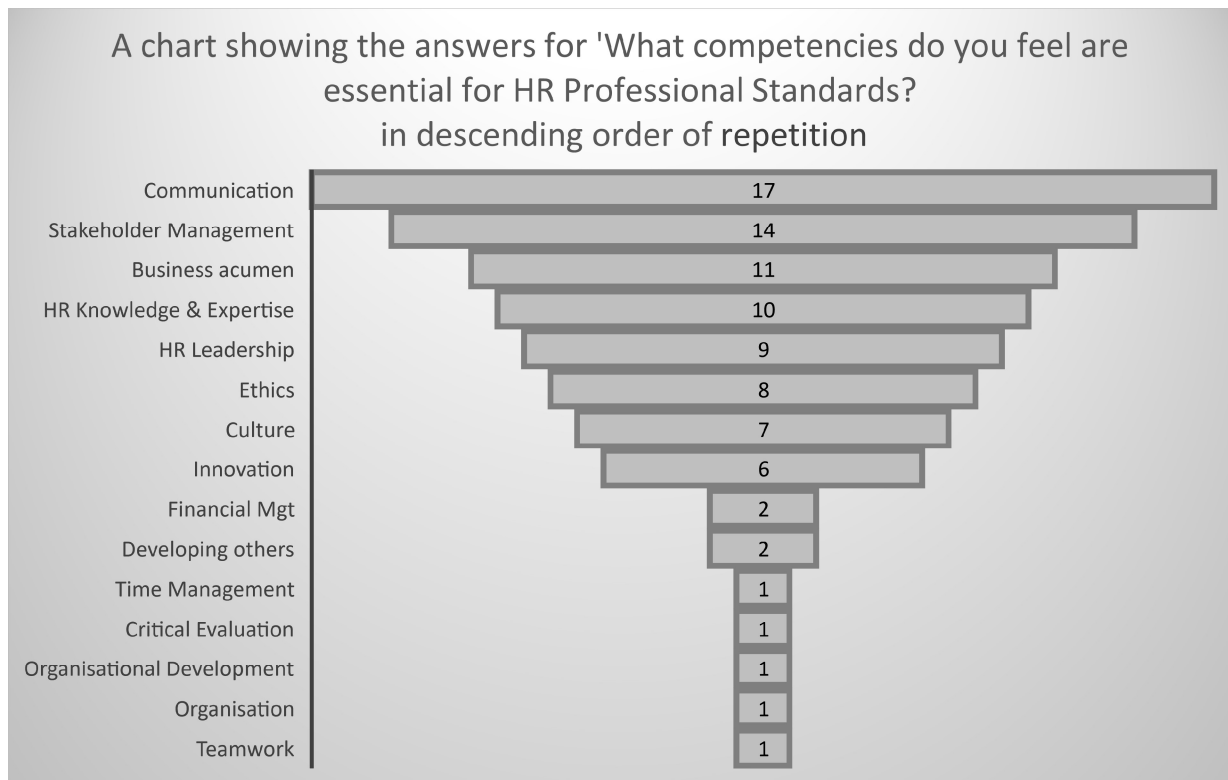 A chart showing the answers for 'What competencies do you feel are
essential for HR Professional Standards?
in descending order of repetition
Communication 17
Stakeholder Management 14
Business acumen 11
HR Knowledge & Expertise 10
HR Leadership 9
Ethics 8
Culture 7
Innovation 6
Financial Mgt 2
Developing others 2
Time Management 1
Critical Evaluation 1
Organisational Development 1
Organisation 1
Teamwork 1